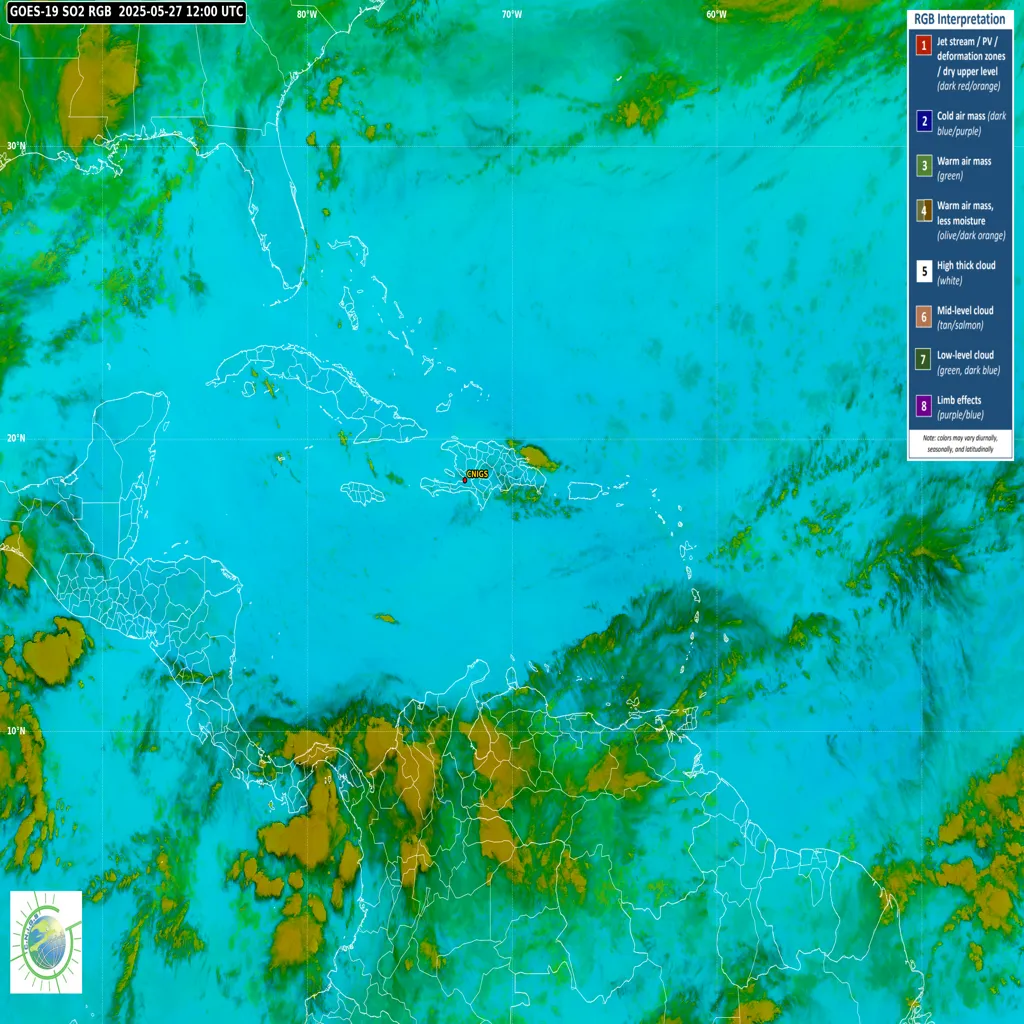 GOES-19 SO2 RGB 2025-05-27 12:00 UTC
80°W
70°W
60°W
30°N
20°N
10°N
CNIGS
RGB Interpretation
1
Jet stream / PV /
deformation zones
/ dry upper level
(dark red/orange)
2
Cold air mass (dark
blue/purple)
3
Warm air mass
(green)
4
Warm air mass,
less moisture
(olive/dark orange)
5
High thick cloud
(white)
6
Mid-level cloud
(tan/salmon)
7
Low-level cloud
(green, dark blue)
8
Limb effects
(purple/blue)
Note: colors may vary diurnally,
seasonally, and latitudinally